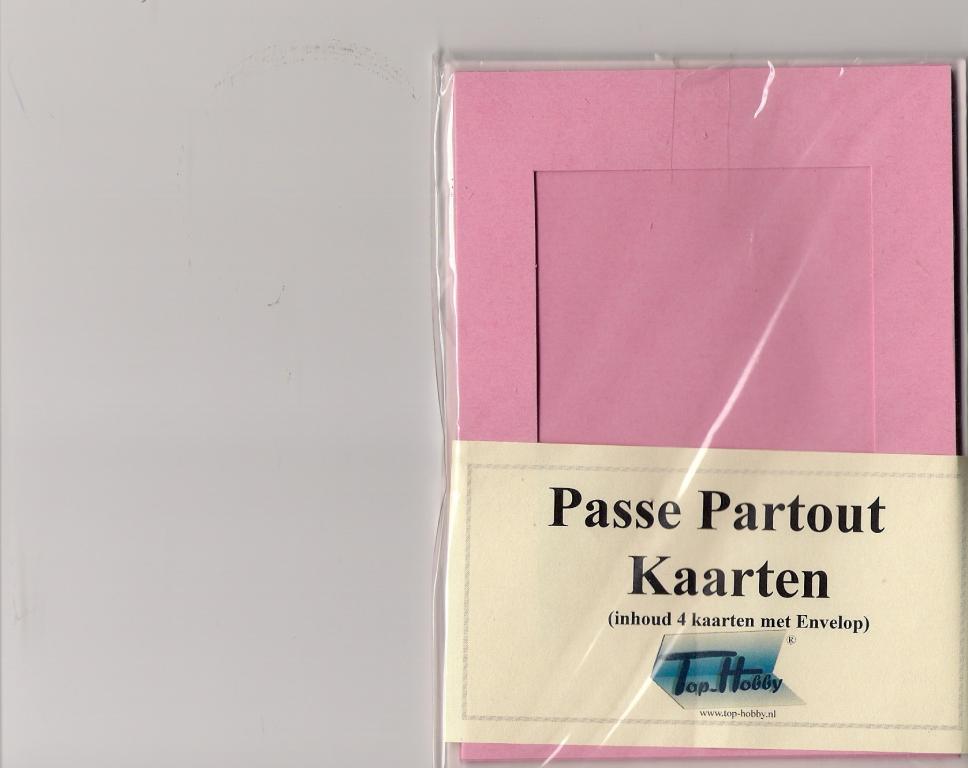 Passe Partout
Kaarten
(inhoud 4 kaarten met Envelop)
®
Top-Hobby
www.top-hobby.nl